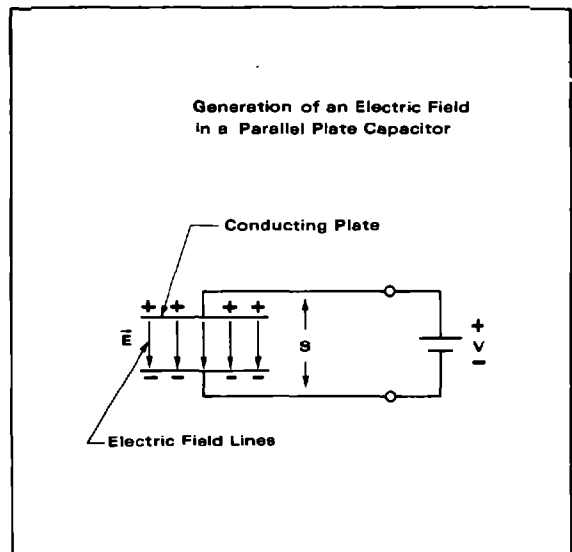 Generation of an Electric Field
in a Parallel Plate Capacitor
Conducting Plate
+ + + +
E
S
+
V
-
- - - -
Electric Field Lines